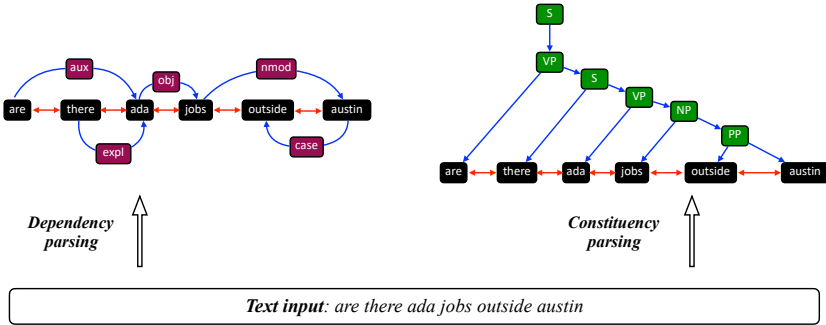 S
VP
S
VP
NP
PP
aux
obj
nmod
are there ada jobs outside austin
expl
case
are there ada jobs outside austin
Dependency
parsing
Constituency
parsing
Text input: are there ada jobs outside austin